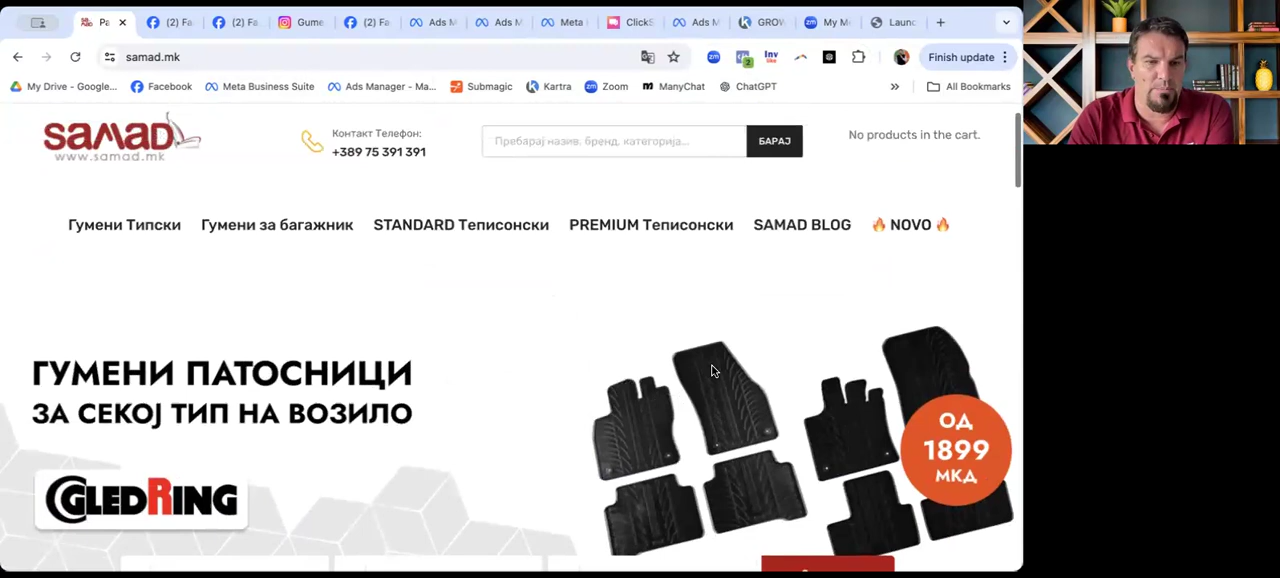 Pa
(2) Fa
(2) Fa
Gume
(2) Fa
Ads M
Ads M
Meta
ClickS
Ads M
GROW
My M
Launc
samad.mk
Finish update
My Drive - Google...
Facebook
Meta Business Suite
Ads Manager - Ma...
Submagic
Kartra
Zoom
ManyChat
ChatGPT
All Bookmarks
SAMAD
www.samad.mk
Контакт Телефон:
+389 75 391 391
Пребарај назив, бренд, категорија...
БАРАЈ
No products in the cart.
Гумени Типски
Гумени за багажник
STANDARD Теписонски
PREMIUM Теписонски
SAMAD BLOG
🔥 NOVO 🔥
ГУМЕНИ ПАТОСНИЦИ
ЗА СЕКОЈ ТИП НА ВОЗИЛО
GLEDRING
ОД
1899
МКД